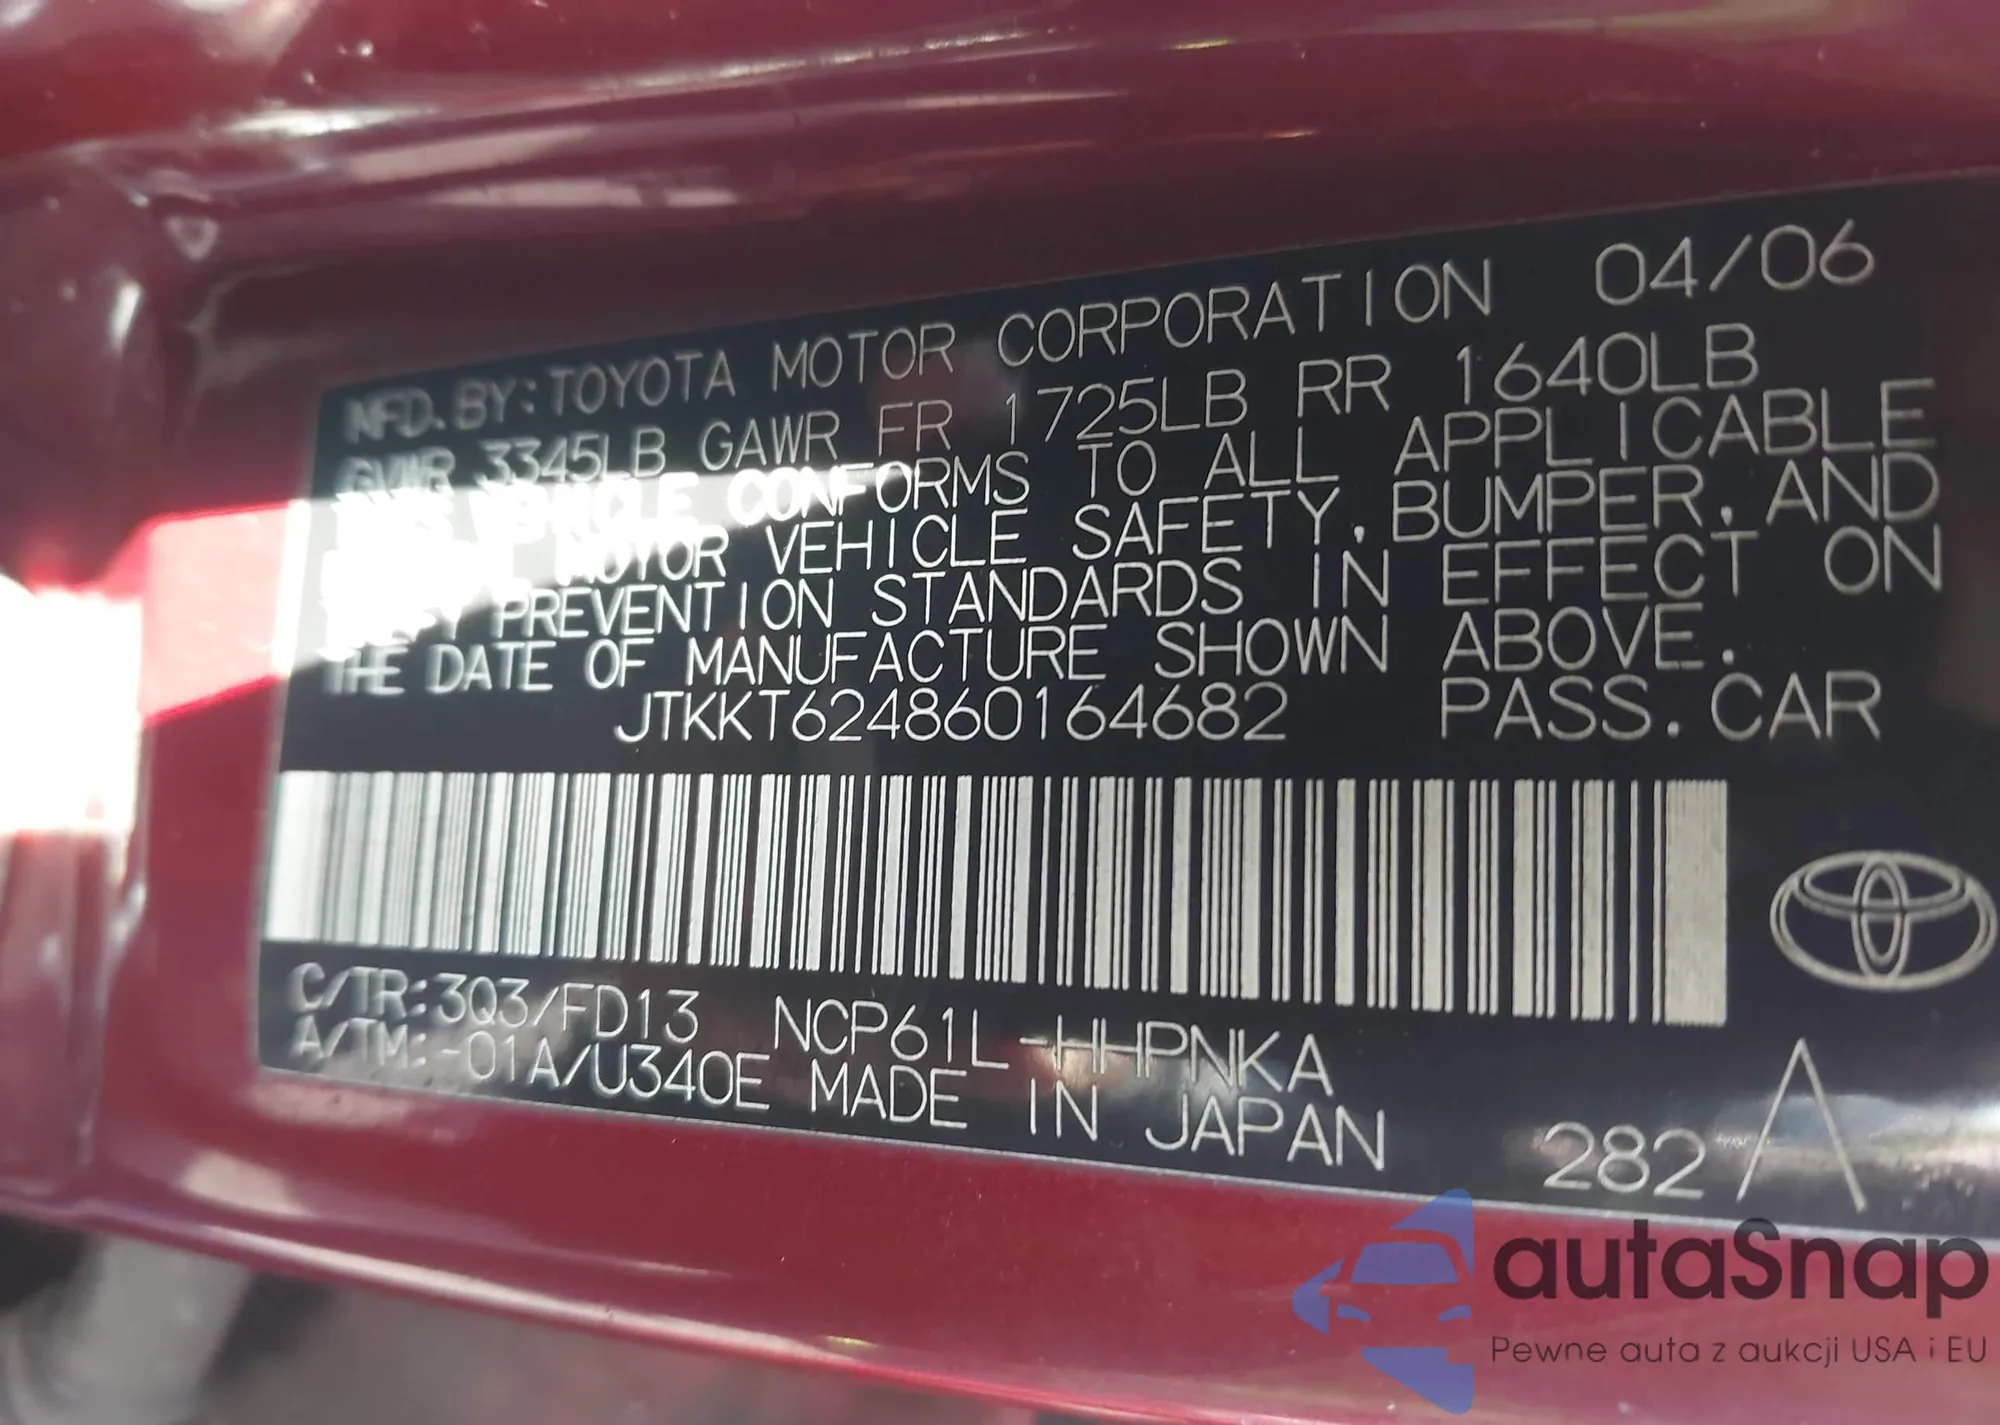 MFD. BY: TOYOTA MOTOR CORPORATION 04/06
GVWR 3345LB GAWR FR 1725LB RR 1640LB
THIS VEHICLE CONFORMS TO ALL APPLICABLE
MOTOR VEHICLE SAFETY, BUMPER, AND
PREVENTION STANDARDS IN EFFECT ON
THE DATE OF MANUFACTURE SHOWN ABOVE.
JTKKT624860164682 PASS. CAR
C/TR:3Q3/FD13 NCP61L-HHPNKA
A/TM:-01A/U340E MADE IN JAPAN
282 A
autaSnap
Pewne auta z aukcji USA i EU